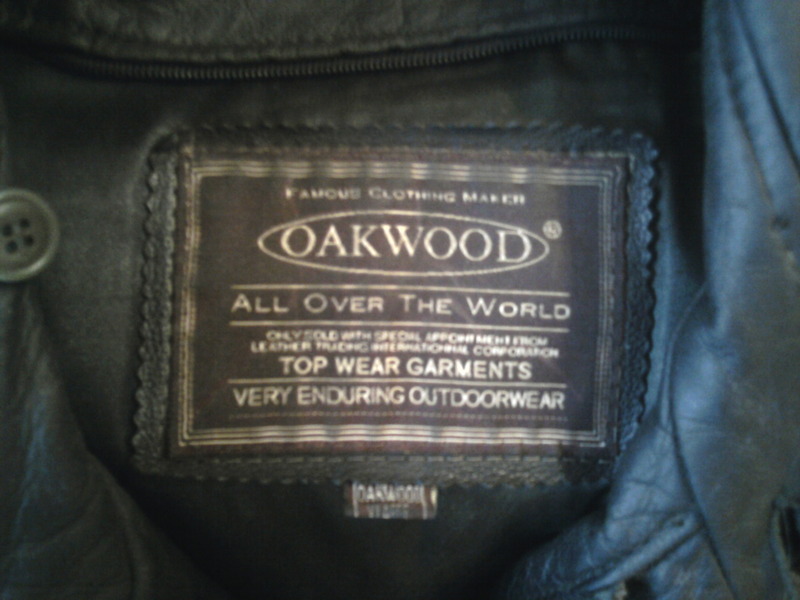 FAMOUS CLOTHING MAKER
OAKWOOD®
ALL OVER THE WORLD
ONLY SOLD WITH SPECIAL APPOINTMENT FROM
LEATHER TRADING INTERNATIONAL CORPORATION
TOP WEAR GARMENTS
VERY ENDURING OUTDOORWEAR
OAKWOOD